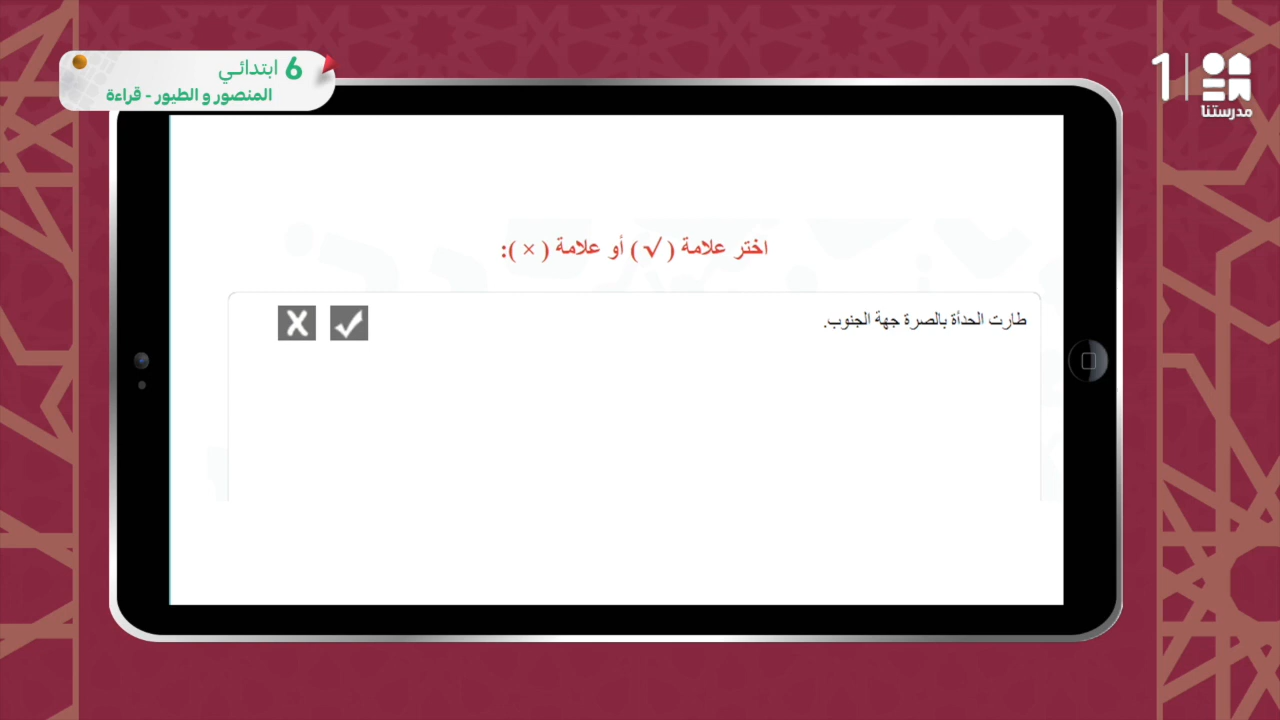 6 ابتدائي
المنصور و الطيور - قراءة
1
مدرستنا
اختر علامة ( √ ) أو علامة ( × ):
طارت الحدأة بالصرة جهة الجنوب.